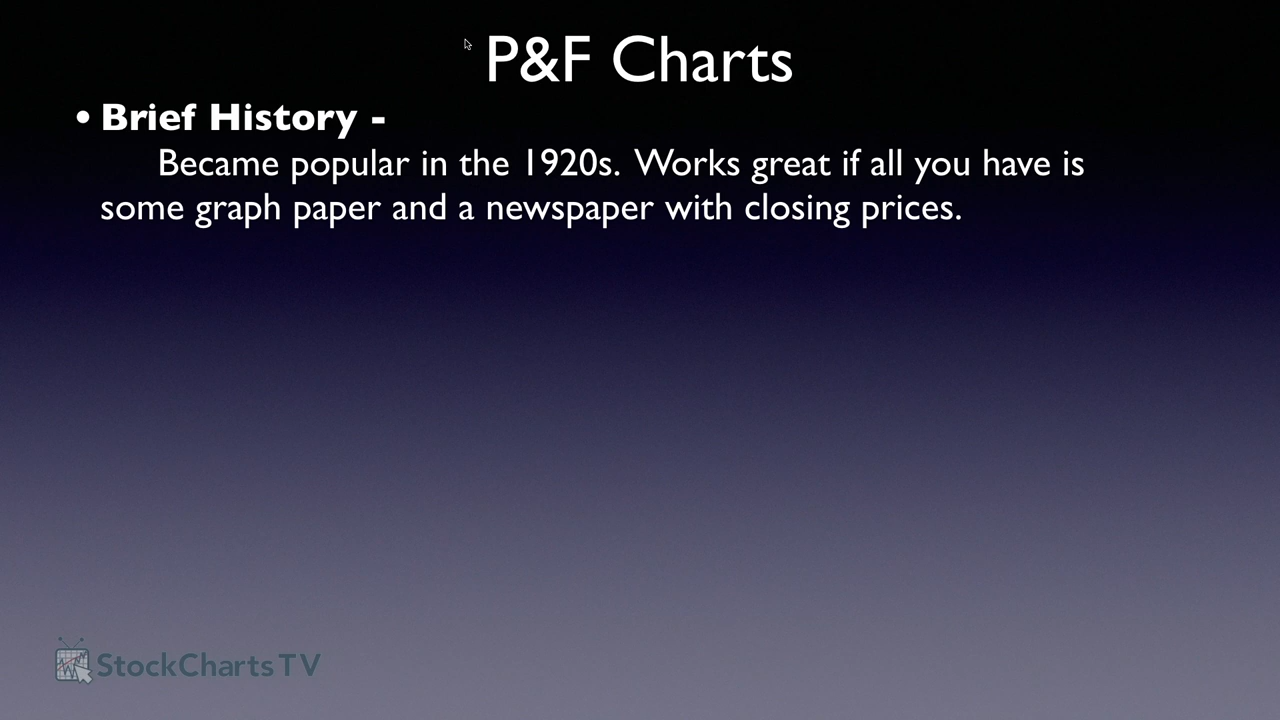 P&F Charts
• Brief History -
Became popular in the 1920s. Works great if all you have is
some graph paper and a newspaper with closing prices.
StockChartsTV